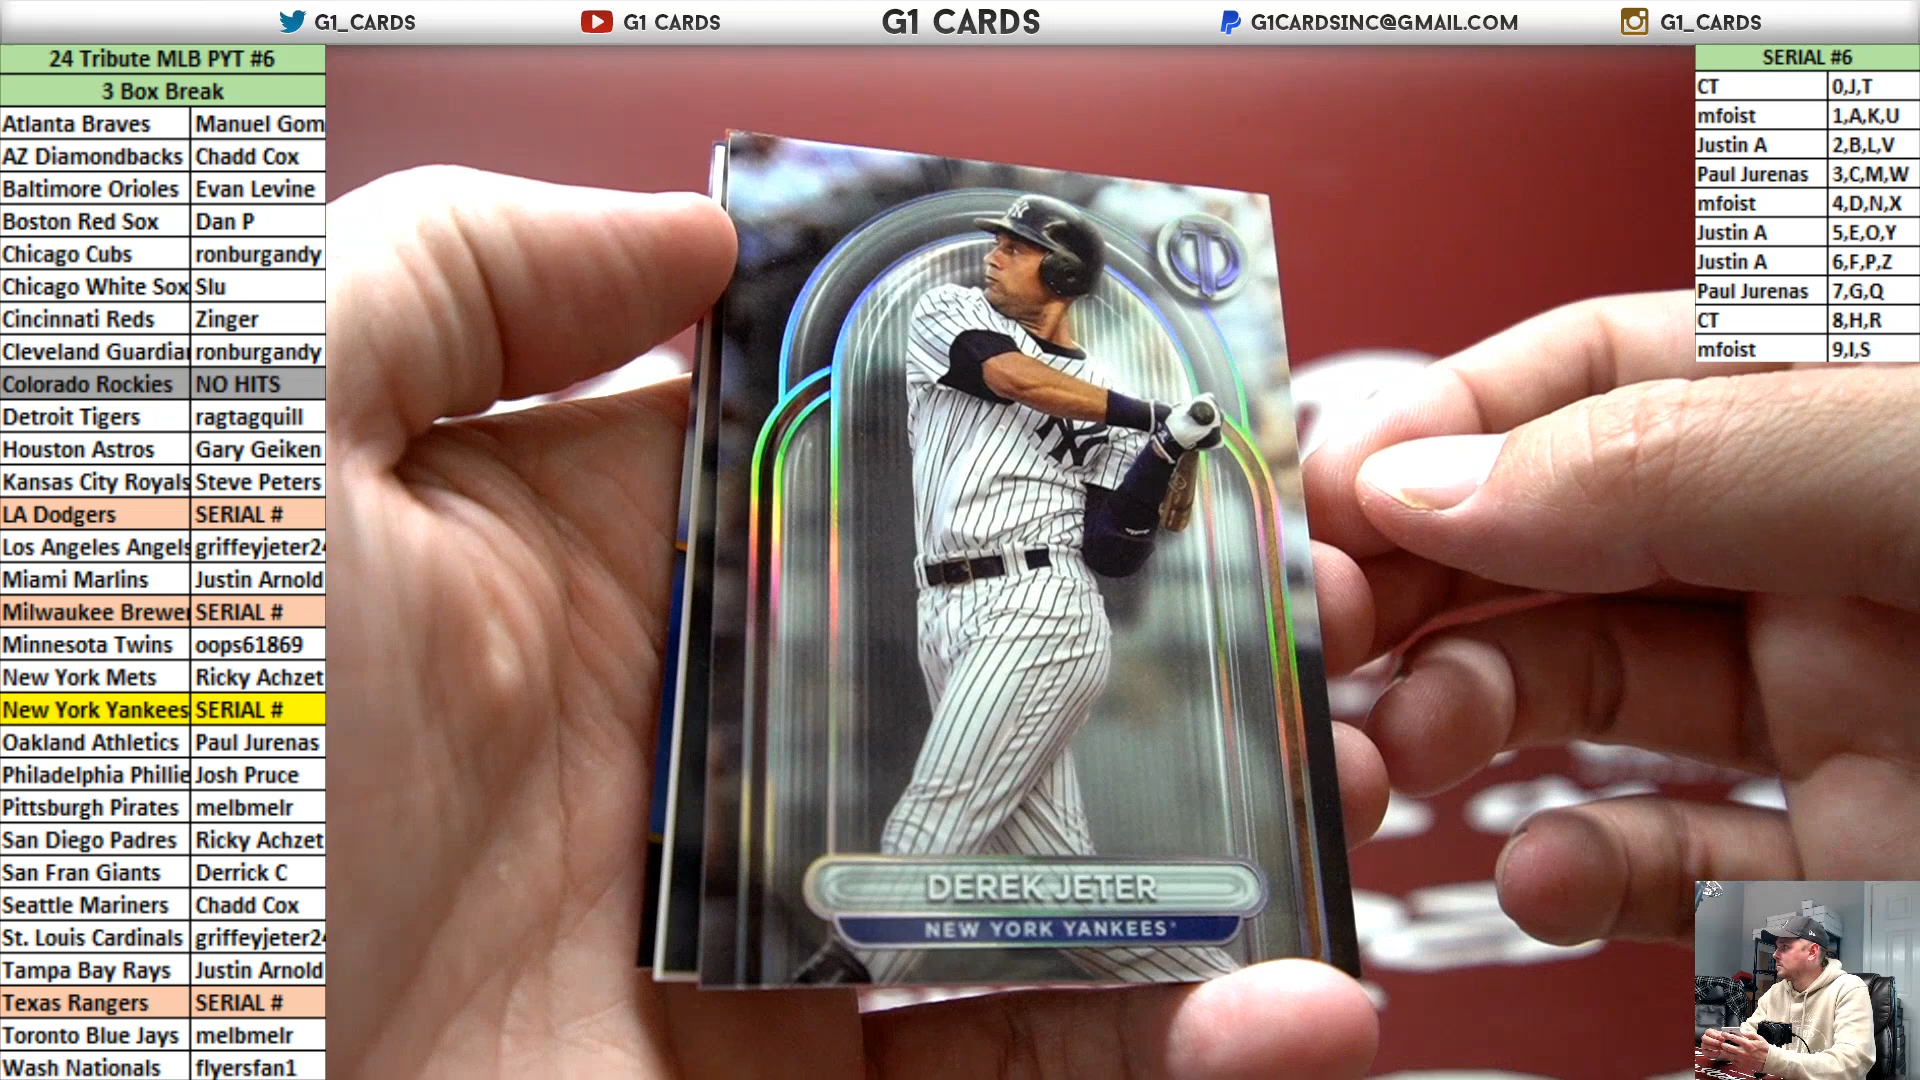 G1_CARDS G1 CARDS G1 CARDS G1CARDSINC@GMAIL.COM G1_CARDS
24 Tribute MLB PYT #6
3 Box Break
Atlanta Braves Manuel Gom
AZ Diamondbacks Chadd Cox
Baltimore Orioles Evan Levine
Boston Red Sox Dan P
Chicago Cubs ronburgandy
Chicago White Sox Slu
Cincinnati Reds Zinger
Cleveland Guardia ronburgandy
Colorado Rockies NO HITS
Detroit Tigers ragtagquill
Houston Astros Gary Geiken
Kansas City Royals Steve Peters
LA Dodgers SERIAL #
Los Angeles Angels griffeyjeter2
Miami Marlins Justin Arnold
Milwaukee Brewer SERIAL #
Minnesota Twins oops61869
New York Mets Ricky Achzet
New York Yankees SERIAL #
Oakland Athletics Paul Jurenas
Philadelphia Phillie Josh Pruce
Pittsburgh Pirates melbmelr
San Diego Padres Ricky Achzet
San Fran Giants Derrick C
Seattle Mariners Chadd Cox
St. Louis Cardinals griffeyjeter2
Tampa Bay Rays Justin Arnold
Texas Rangers SERIAL #
Toronto Blue Jays melbmelr
Wash Nationals flyersfan1
NY
T
NY
DEREK JETER
NEW YORK YANKEES
SERIAL #6
CT 0,J,T
mfoist 1,A,K,U
Justin A 2,B,L,V
Paul Jurenas 3,C,M,W
mfoist 4,D,N,X
Justin A 5,E,O,Y
Justin A 6,F,P,Z
Paul Jurenas 7,G,Q
CT 8,H,R
mfoist 9,I,S